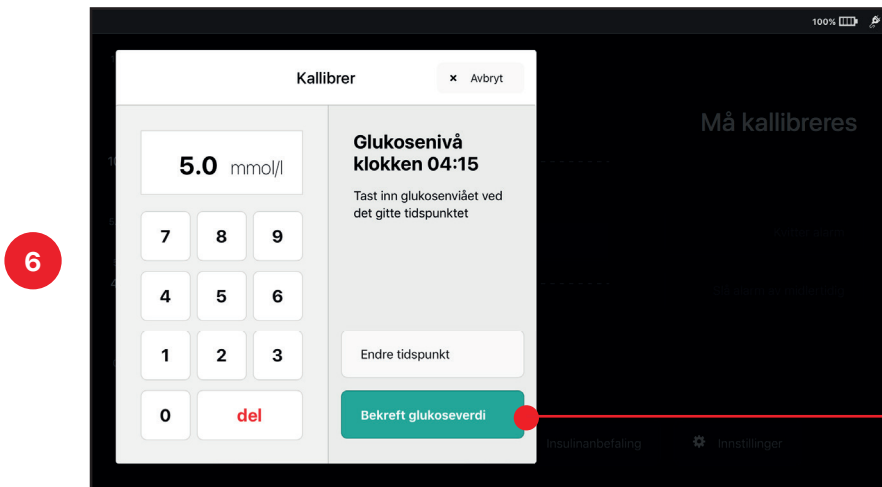 100%
Kallibrer
× Avbryt
Må kallibreres
5.0 mmol/l
Glukosenivå
klokken 04:15
Tast inn glukosenviået ved
det gitte tidspunktet
7 8 9
4 5 6
1 2 3
0 del
Endre tidspunkt
Bekreft glukoseverdi
6
Insulinanbefaling
Innstillinger